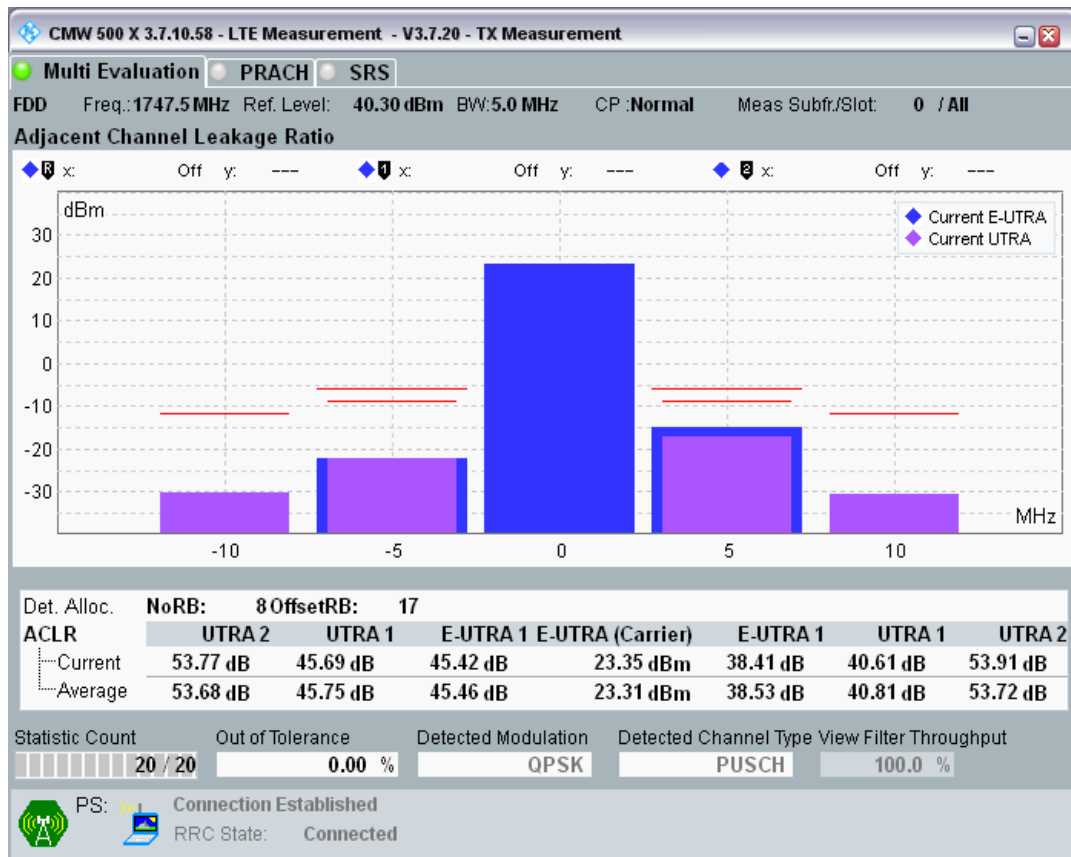 CMW 500 X 3.7.10.58 - LTE Measurement - V3.7.20 - TX Measurement
Multi Evaluation PRACH SRS
FDD Freq.:1747.5 MHz Ref. Level: 40.30 dBm BW:5.0 MHz CP :Normal Meas Subfr./Slot: 0 / All
Adjacent Channel Leakage Ratio
R x: Off y: --- 1 x: Off y: --- 2 x: Off y: ---
dBm
Current E-UTRA
Current UTRA
30
20
10
0
-10
-20
-30
MHz
-10 -5 0 5 10
Det. Alloc. NoRB: 8 OffsetRB: 17
ACLR UTRA 2 UTRA 1 E-UTRA 1 E-UTRA (Carrier) E-UTRA 1 UTRA 1 UTRA 2
Current 53.77 dB 45.69 dB 45.42 dB 23.35 dBm 38.41 dB 40.61 dB 53.91 dB
Average 53.68 dB 45.75 dB 45.46 dB 23.31 dBm 38.53 dB 40.81 dB 53.72 dB
Statistic Count Out of Tolerance Detected Modulation Detected Channel Type View Filter Throughput
20 / 20 0.00 % QPSK PUSCH 100.0 %
PS: Connection Established
RRC State: Connected